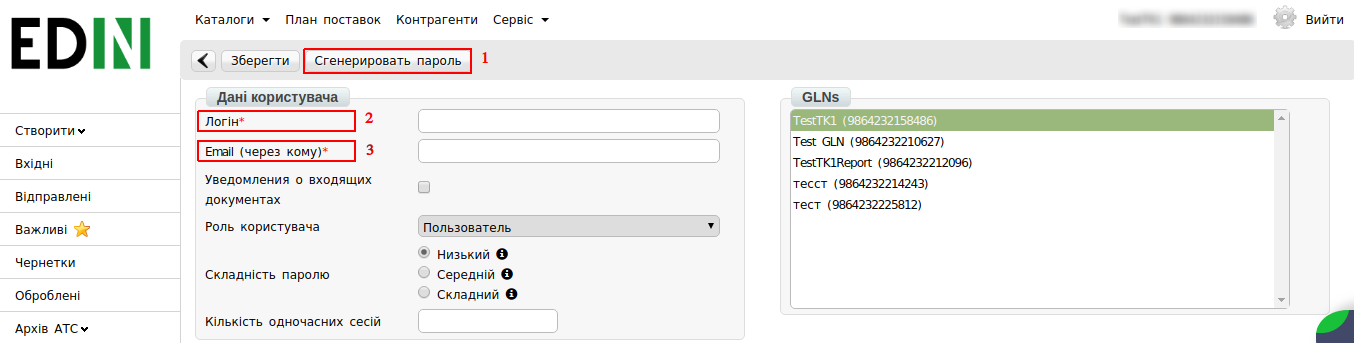 EDIN
Каталоги План поставок Контрагенти Сервіс Вийти
Зберегти Сгенерировать пароль 1
Створити
Вхідні
Відправлені
Важливі
Чернетки
Оброблені
Архів АТС
Дані користувача
Логін* 2
Email (через кому)* 3
Уведомления о входящих
документах
Роль користувача Пользователь
Складність паролю
Низький
Середній
Складний
Кількість одночасних сесій
GLNs
TestTK1 (9864232158486)
Test GLN (9864232210627)
TestTK1Report (9864232212096)
тесст (9864232214243)
тест (9864232225812)